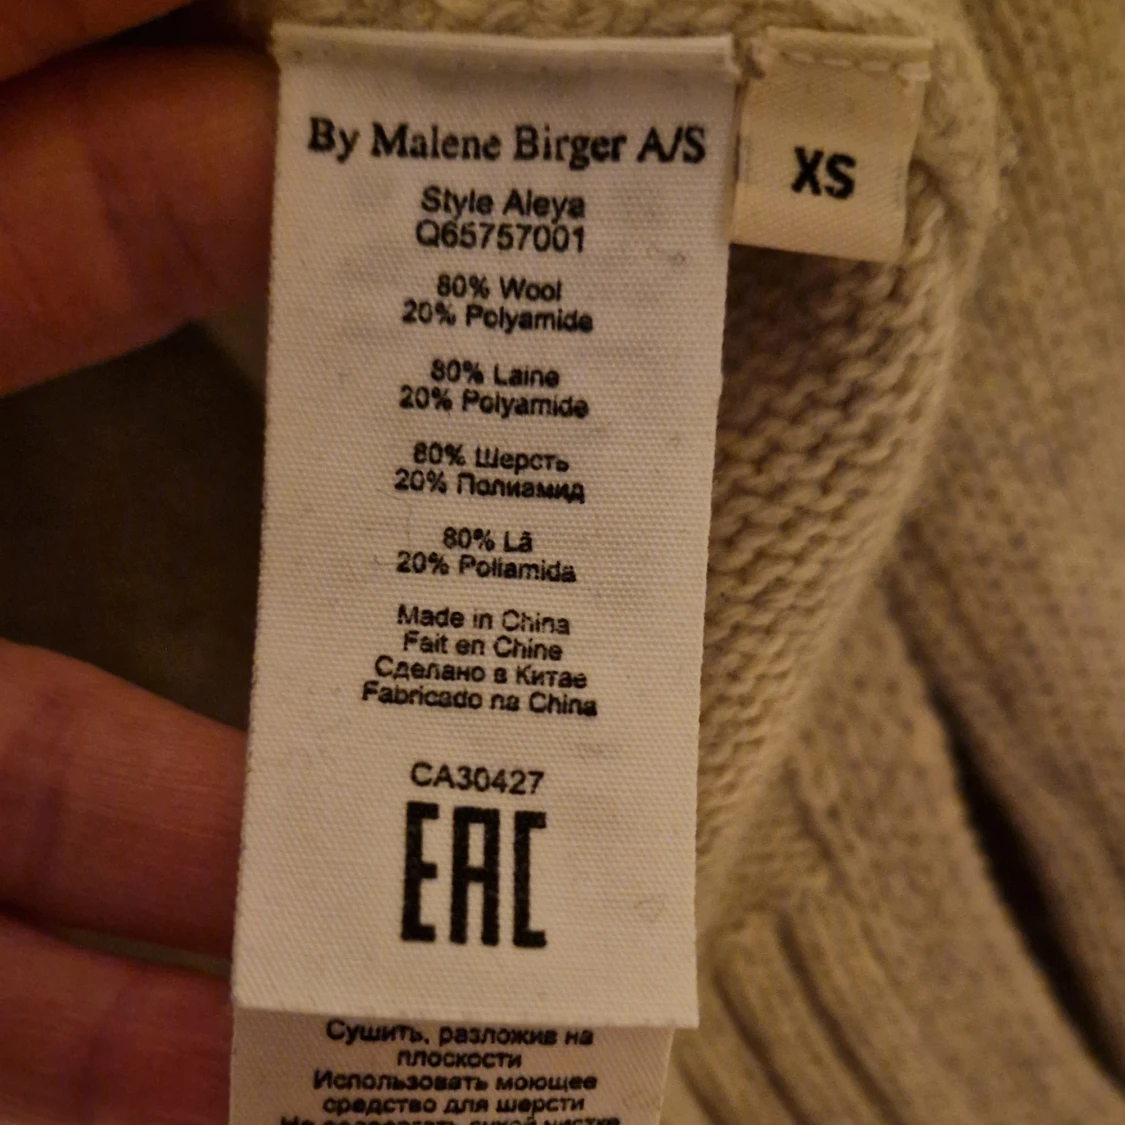 By Malene Birger A/S
XS
Style Aleya
Q65757001
80% Wool
20% Polyamide
80% Laine
20% Polyamide
80% Шерсть
20% Полиамид
80% Lã
20% Poliamida
Made in China
Fait en Chine
Сделано в Китае
Fabricado na China
CA30427
EAC
Сушить, разложив на
плоскости
Использовать моющее
средство для шерсти